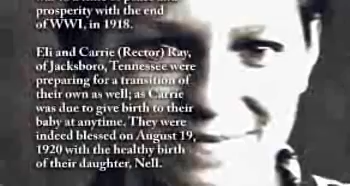 prosperity with the end
of WWI, in 1918.
Eli and Carrie (Rector) Ray,
of Jacksboro, Tennessee were
preparing for a transition of
their own as well; as Carrie
was due to give birth to their
baby at anytime. They were
indeed blessed on August 19,
1920 with the healthy birth
of their daughter, Nell.